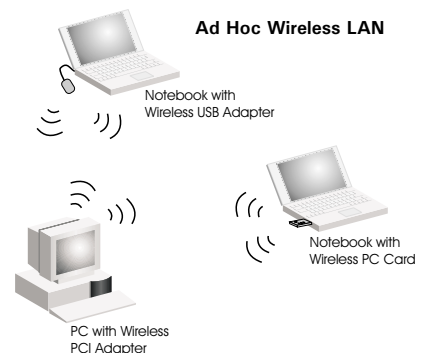 Ad Hoc Wireless LAN
Notebook with
Wireless USB Adapter
Notebook with
Wireless PC Card
PC with Wireless
PCI Adapter